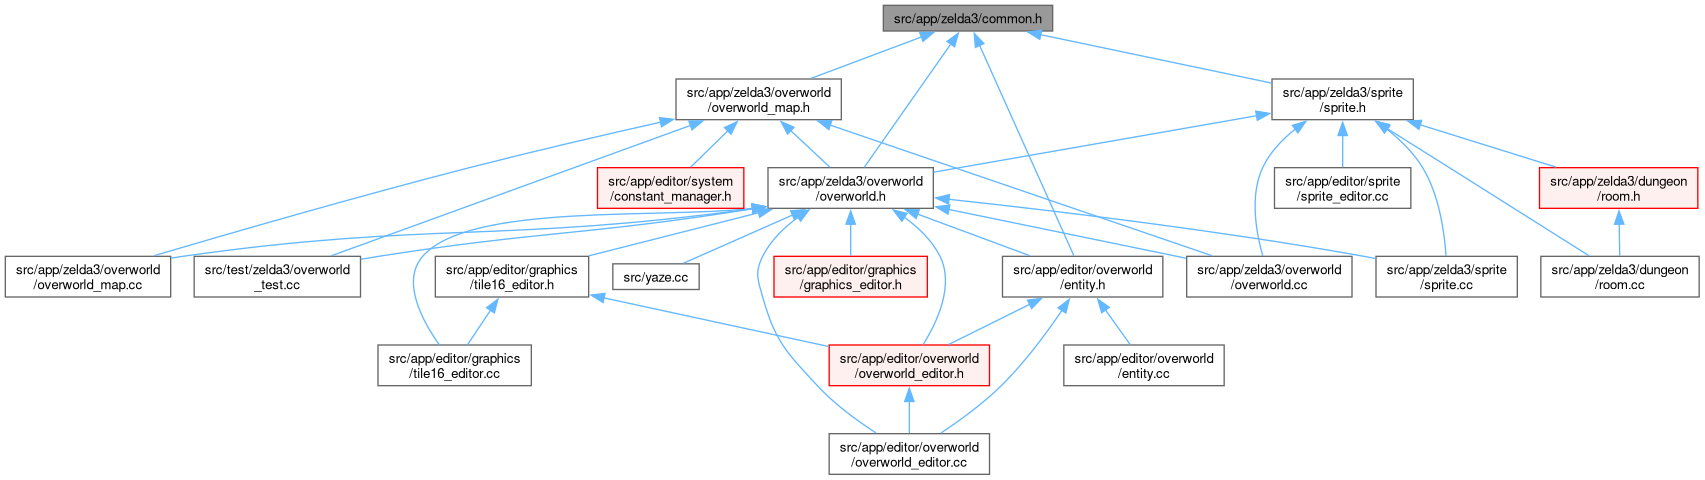 src/app/zelda3/common.h
src/app/zelda3/overworld
/overworld_map.h
src/app/zelda3/sprite
/sprite.h
src/app/editor/system
/constant_manager.h
src/app/zelda3/overworld
/overworld.h
src/app/editor/sprite
/sprite_editor.cc
src/app/zelda3/dungeon
/room.h
src/app/zelda3/overworld
/overworld_map.cc
src/test/zelda3/overworld
_test.cc
src/app/editor/graphics
/tile16_editor.h
src/yaze.cc
src/app/editor/graphics
/graphics_editor.h
src/app/editor/overworld
/entity.h
src/app/zelda3/overworld
/overworld.cc
src/app/zelda3/sprite
/sprite.cc
src/app/zelda3/dungeon
/room.cc
src/app/editor/graphics
/tile16_editor.cc
src/app/editor/overworld
/overworld_editor.h
src/app/editor/overworld
/entity.cc
src/app/editor/overworld
/overworld_editor.cc